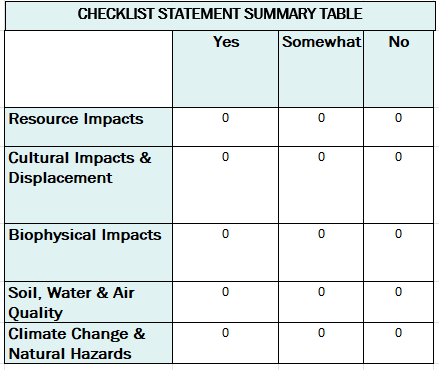 CHECKLIST STATEMENT SUMMARY TABLE
Yes Somewhat No
Resource Impacts 0 0 0
Cultural Impacts & 0 0 0
Displacement
Biophysical Impacts 0 0 0
Soil, Water & Air 0 0 0
Quality
Climate Change & 0 0 0
Natural Hazards